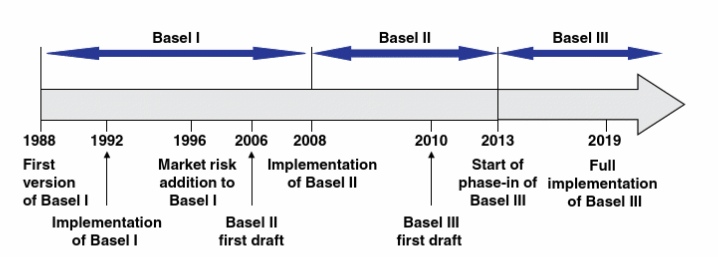 Basel I
Basel II
Basel III
1988
1992
1996
2006
2008
2010
2013
2019
First
version
of Basel I
Implementation
of Basel I
Market risk
addition to
Basel I
Basel II
first draft
Implementation
of Basel II
Basel III
first draft
Start of
phase-in of
Basel III
Full
implementation
of Basel III